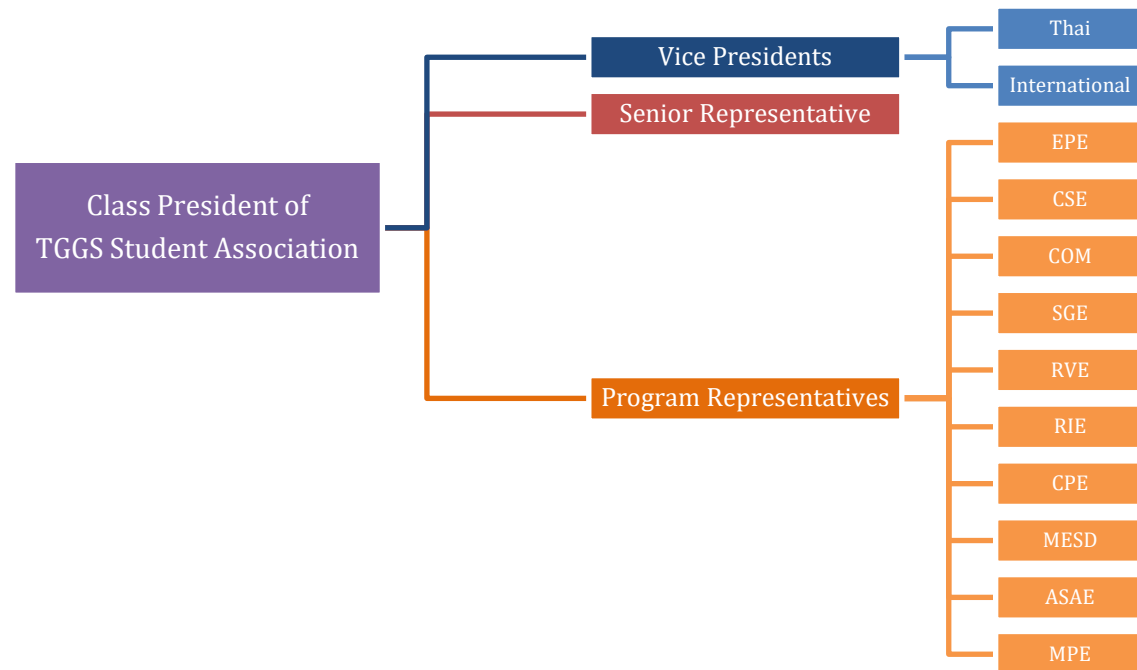 Class President of
TGGS Student Association
Vice Presidents
Thai
International
Senior Representative
Program Representatives
EPE
CSE
COM
SGE
RVE
RIE
CPE
MESD
ASAE
MPE